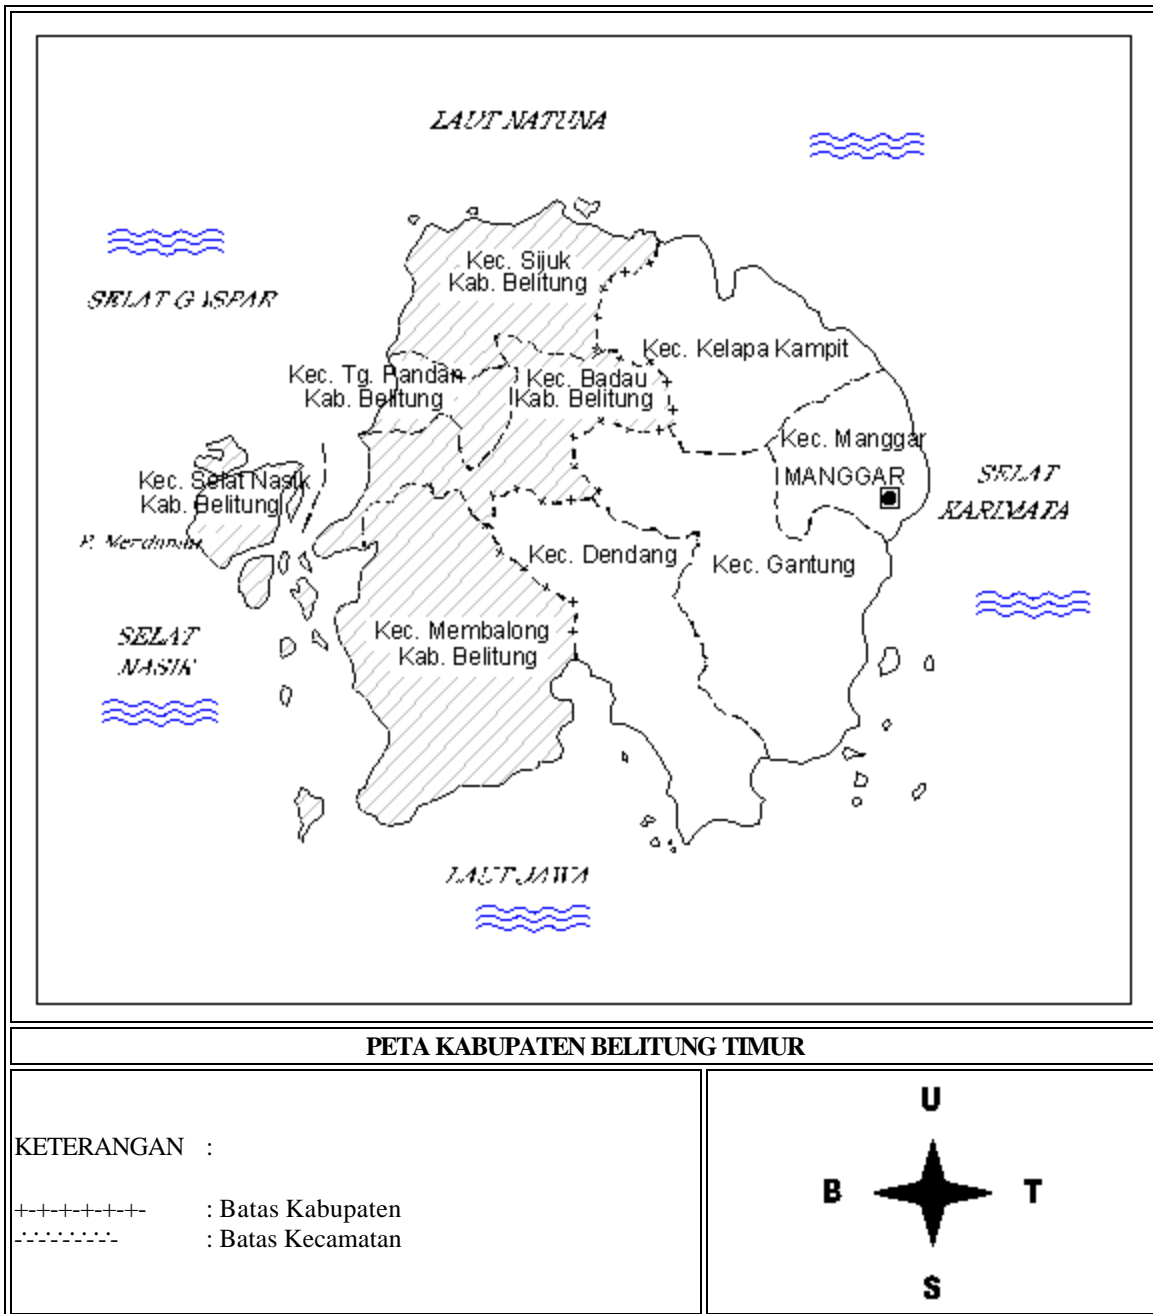 LAUT NATUNA
SELAT GASPAR
Kec. Sijuk
Kab. Belitung
Kec. Kelapa Kampit
Kec. Tg. Pandan
Kab. Belitung
Kec. Badau
Kab. Belitung
Kec. Manggar
MANGGAR
Kec. Selat Nasik
Kab. Belitung
SELAT
KARIMATA
P. Mendanau
Kec. Dendang
Kec. Gantung
SELAT
NASIK
Kec. Membalong
Kab. Belitung
LAUT JAWA
PETA KABUPATEN BELITUNG TIMUR
KETERANGAN :
+-+-+-+-+-+- : Batas Kabupaten
-.-.-.-.-.-.-.-.- : Batas Kecamatan
U
B T
S